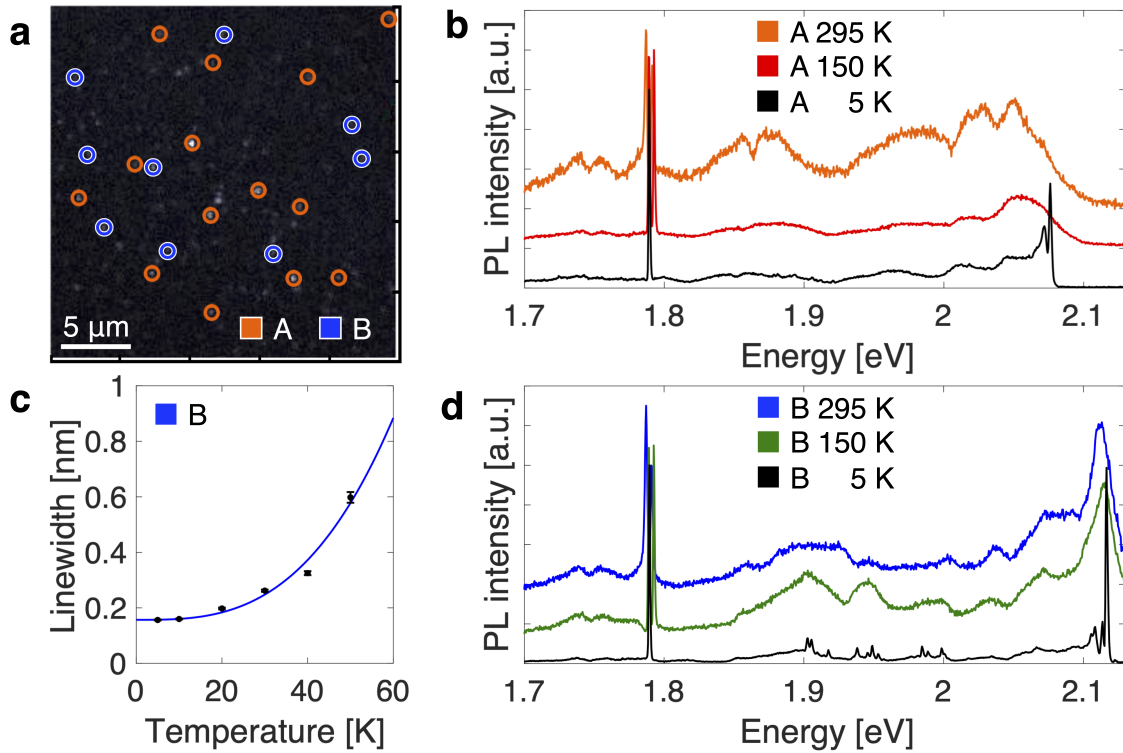 a
5 µm
A
B
b
A 295 K
A 150 K
A 5 K
PL intensity [a.u.]
1.7
1.8
1.9
2
2.1
Energy [eV]
c
B
1
0.8
0.6
0.4
0.2
0
Linewidth [nm]
0
20
40
60
Temperature [K]
d
B 295 K
B 150 K
B 5 K
PL intensity [a.u.]
1.7
1.8
1.9
2
2.1
Energy [eV]